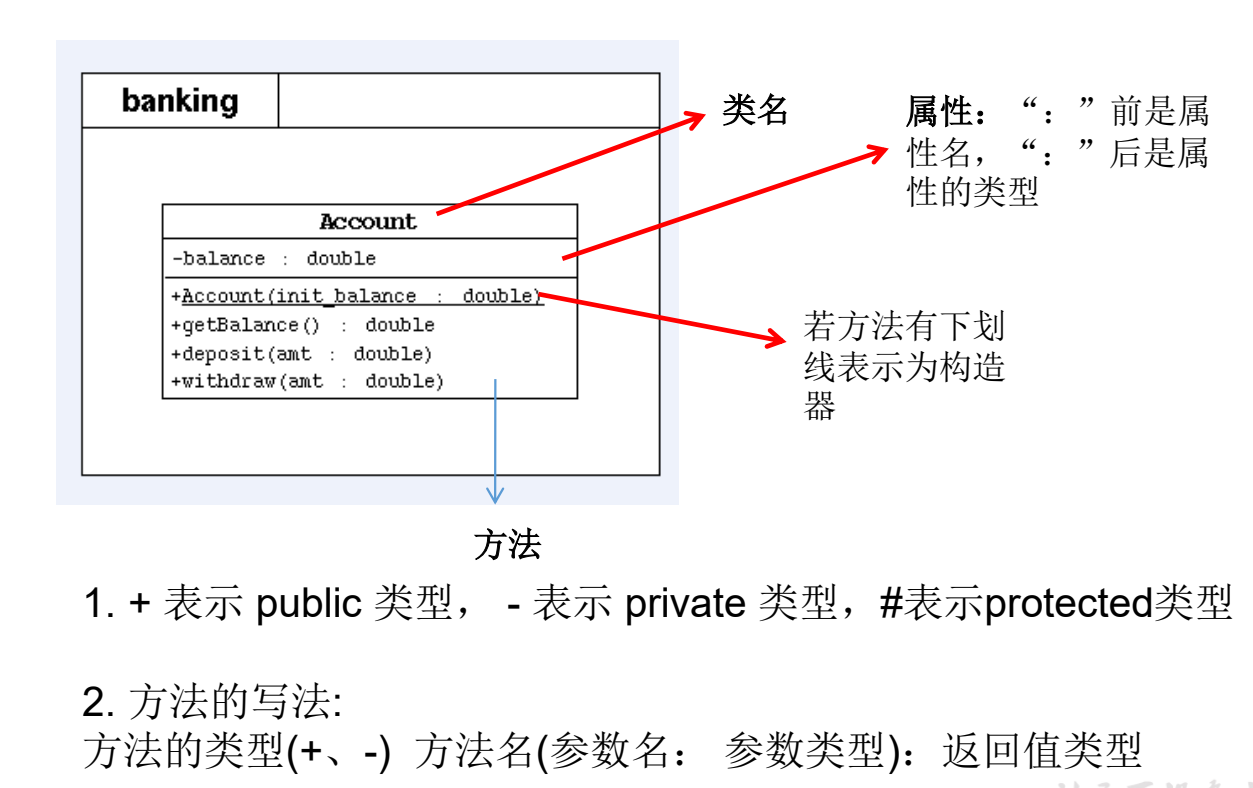 banking
类名
属性：“：”前是属
性名，“：”后是属
性的类型
Account
-balance : double
+Account(init_balance : double)
+getBalance() : double
+deposit(amt : double)
+withdraw(amt : double)
若方法有下划
线表示为构造
器
方法
1. + 表示 public 类型， - 表示 private 类型，#表示protected类型
2. 方法的写法:
方法的类型(+、-) 方法名(参数名： 参数类型)：返回值类型